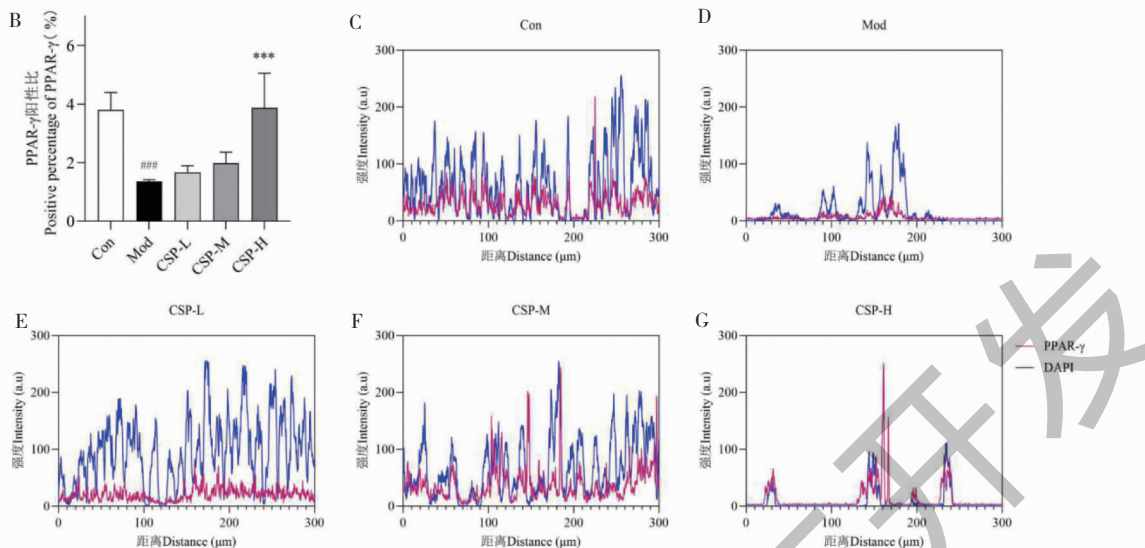 B
PPAR-γ阳性比
Positive percentage of PPAR-γ( %)
6
4
2
0
###
***
Con
Mod
CSP-L
CSP-M
CSP-H
C
Con
强度Intensity (a.u)
300
200
100
0
0 100 200 300
距离Distance (μm)
D
Mod
强度Intensity (a.u)
300
200
100
0
0 100 200 300
距离Distance (μm)
E
CSP-L
强度Intensity (a.u)
300
200
100
0
0 100 200 300
距离Distance (μm)
F
CSP-M
强度Intensity (a.u)
300
200
100
0
0 100 200 300
距离Distance (μm)
G
CSP-H
强度Intensity (a.u)
300
200
100
0
0 100 200 300
距离Distance (μm)
PPAR-γ
DAPI
开发